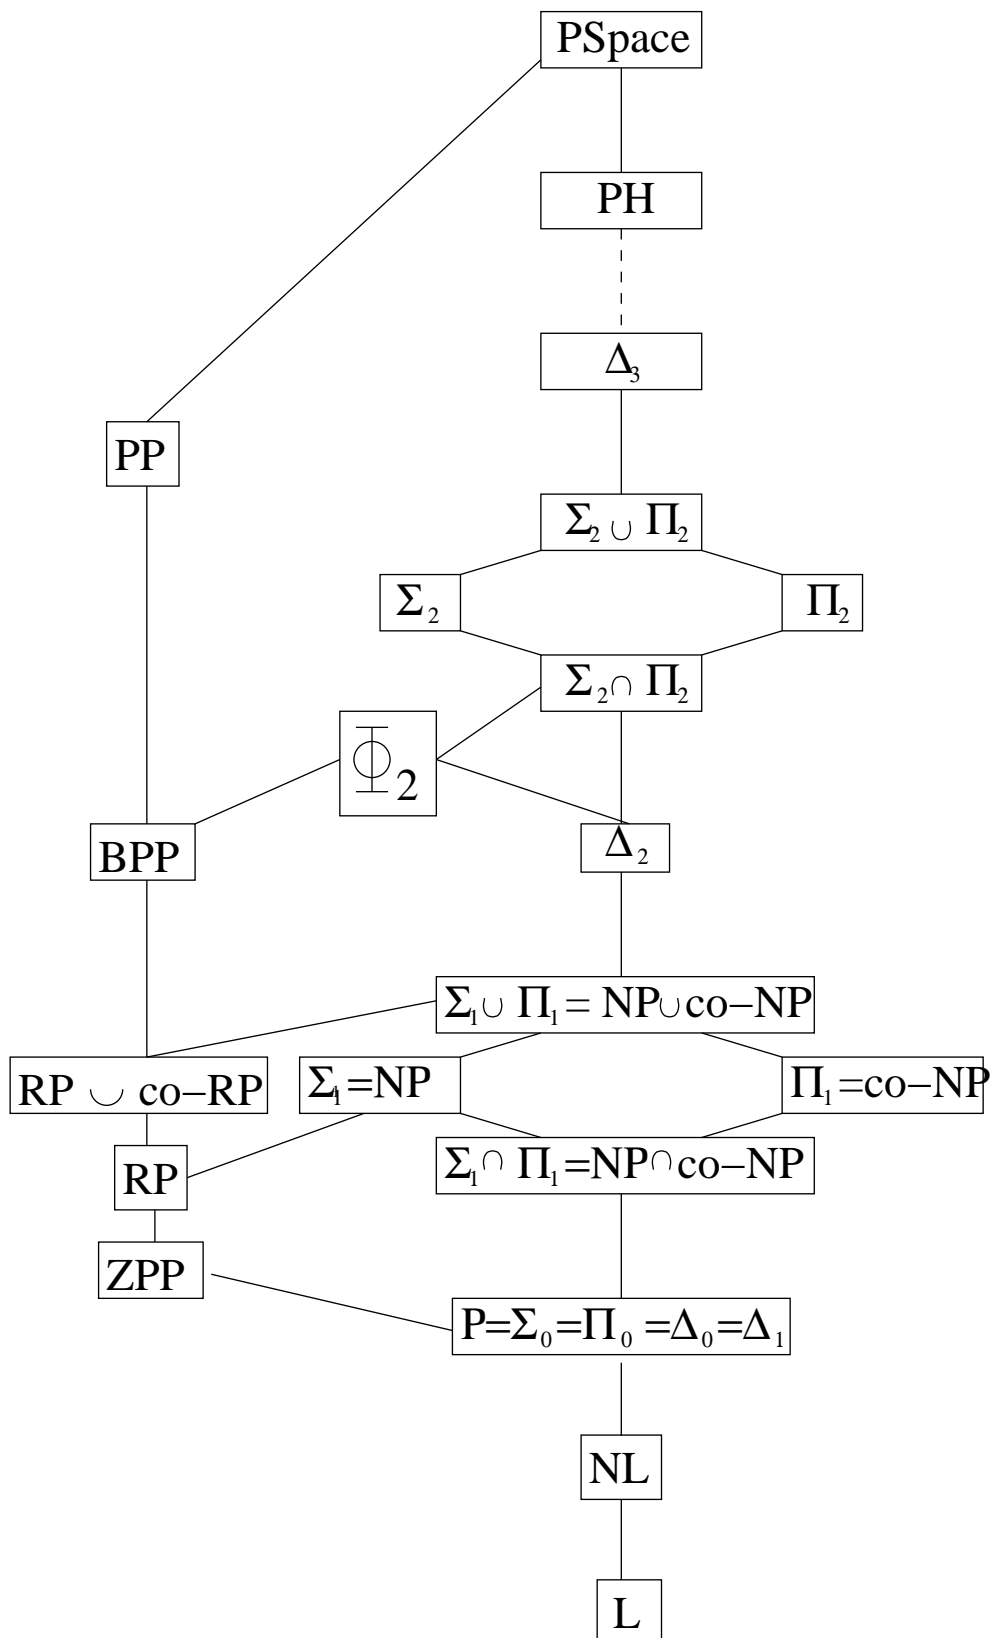 PSpace
PH
Δ₃
PP
Σ₂ ∪ Π₂
Σ₂
Π₂
Σ₂∩ Π₂
Φ₂
BPP
Δ₂
Σ₁∪ Π₁= NP∪co−NP
RP ∪ co−RP
Σ₁=NP
Π₁=co−NP
Σ₁∩ Π₁=NP∩co−NP
RP
ZPP
P=Σ₀=Π₀ =Δ₀=Δ₁
NL
L